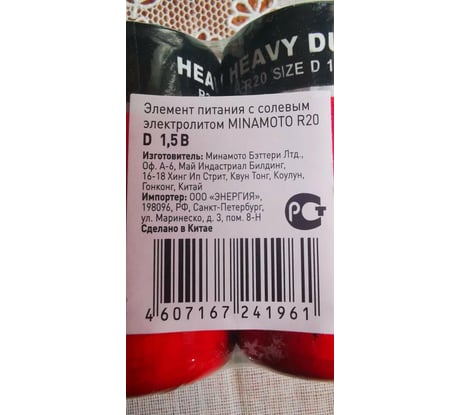 HEAVY
HEAVY DU
R20 SIZE D 1
Элемент питания с солевым
электролитом MINAMOTO R20
D 1,5В
Изготовитель: Минамото Бэттери Лтд.,
Оф. А-6, Май Индастриал Билдинг,
16-18 Хинг Ип Стрит, Квун Тонг, Коулун,
Гонконг, Китай
Импортер: ООО «ЭНЕРГИЯ»,
198096, РФ, Санкт-Петербург,
ул. Маринеско, д. 3, пом. 8-Н
Сделано в Китае
РСТ
4 607167 241961